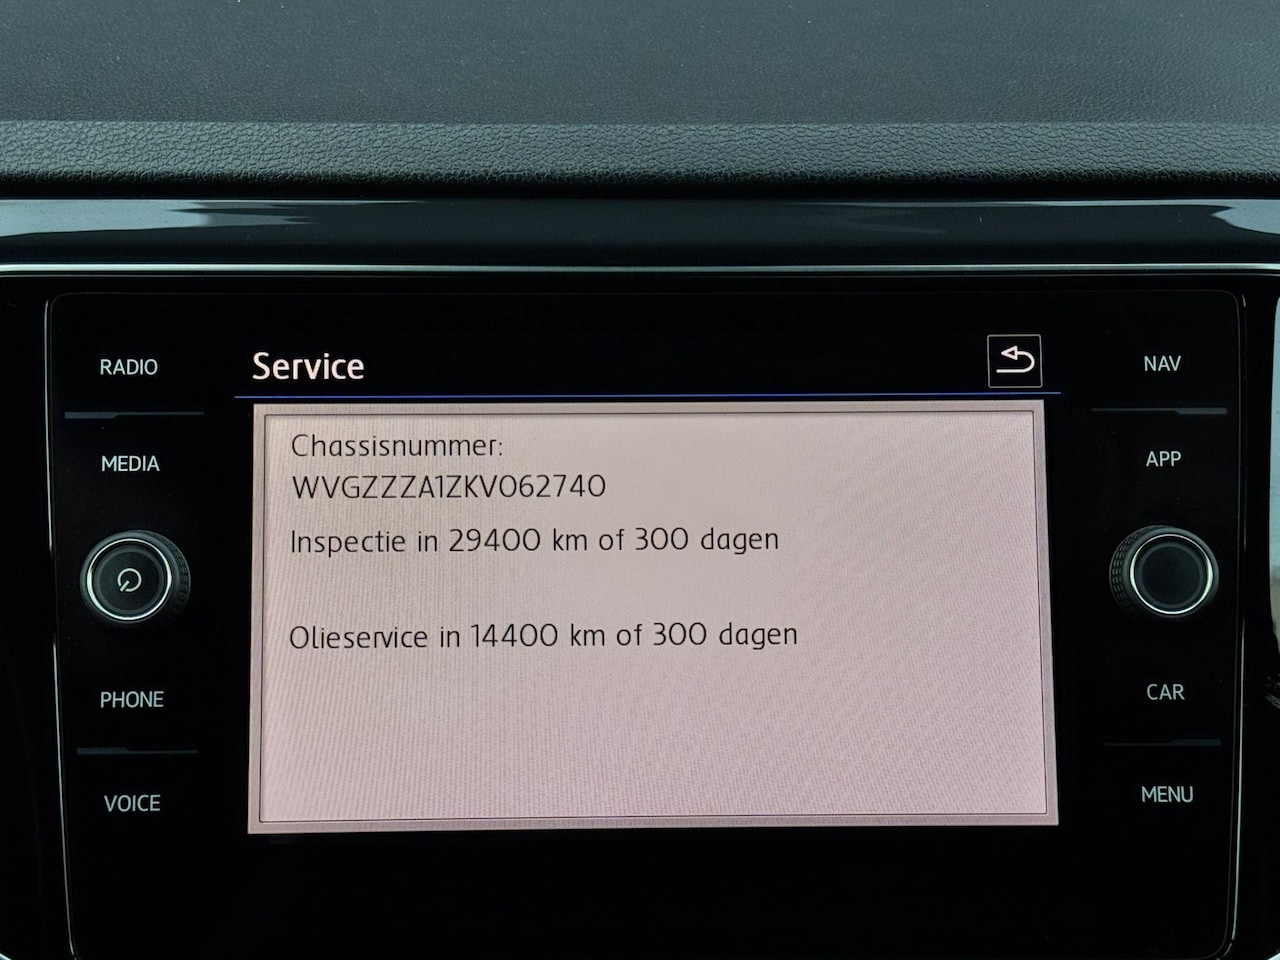 Service
RADIO
MEDIA
PHONE
VOICE
Chassisnummer:
WVGZZZA1ZKV062740
Inspectie in 29400 km of 300 dagen
Olieservice in 14400 km of 300 dagen
NAV
APP
CAR
MENU